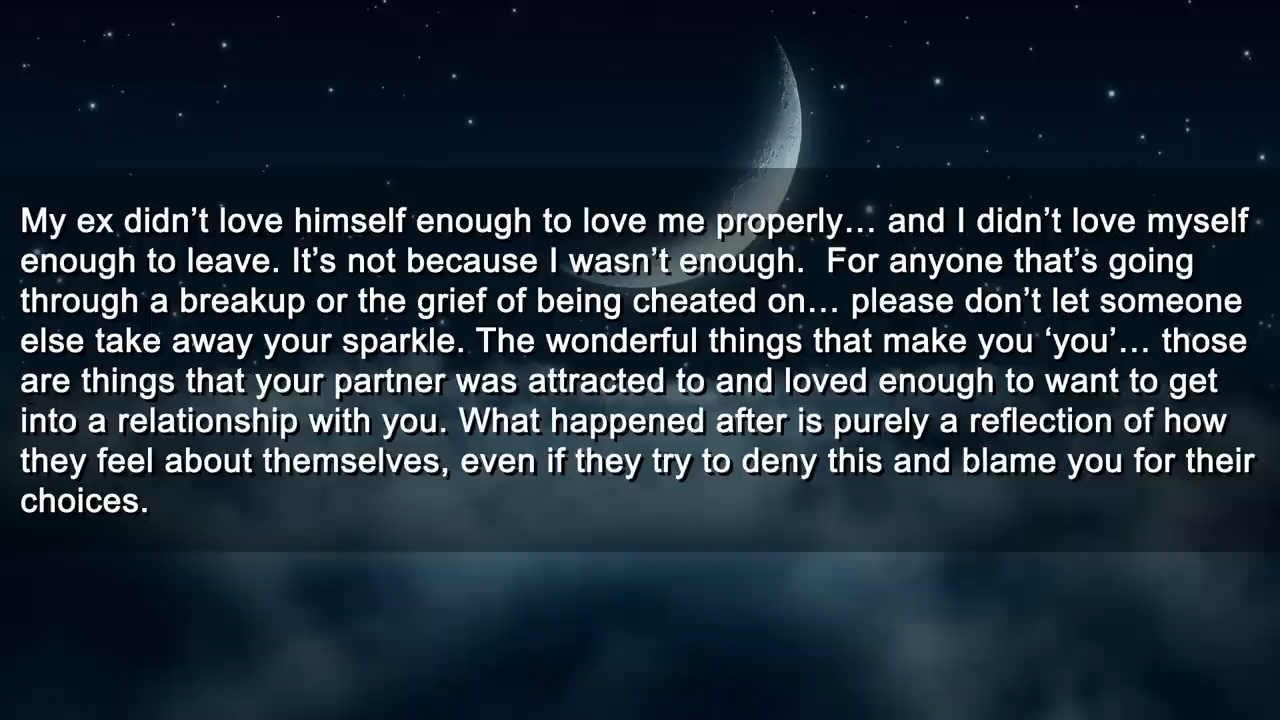 My ex didn’t love himself enough to love me properly… and I didn’t love myself
enough to leave. It’s not because I wasn’t enough.  For anyone that’s going
through a breakup or the grief of being cheated on… please don’t let someone
else take away your sparkle. The wonderful things that make you ‘you’… those
are things that your partner was attracted to and loved enough to want to get
into a relationship with you. What happened after is purely a reflection of how
they feel about themselves, even if they try to deny this and blame you for their
choices.